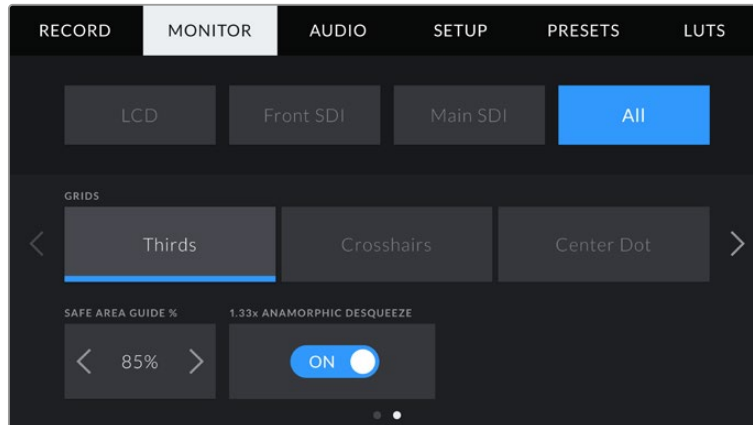 RECORD MONITOR AUDIO SETUP PRESETS LUTS
LCD Front SDI Main SDI All
GRIDS
Thirds Crosshairs Center Dot
SAFE AREA GUIDE % 1.33x ANAMORPHIC DESQUEEZE
85% ON